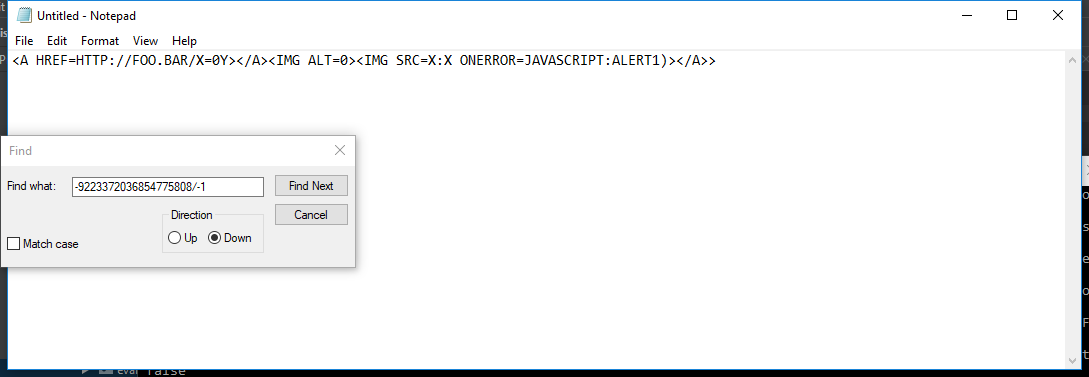 Untitled - Notepad
File Edit Format View Help
<A HREF=HTTP://FOO.BAR/X=0Y></A><IMG ALT=0><IMG SRC=X:X ONERROR=JAVASCRIPT:ALERT1)></A>>
Find
Find what: -9223372036854775808/-1 Find Next
Direction Cancel
Up Down
Match case
false